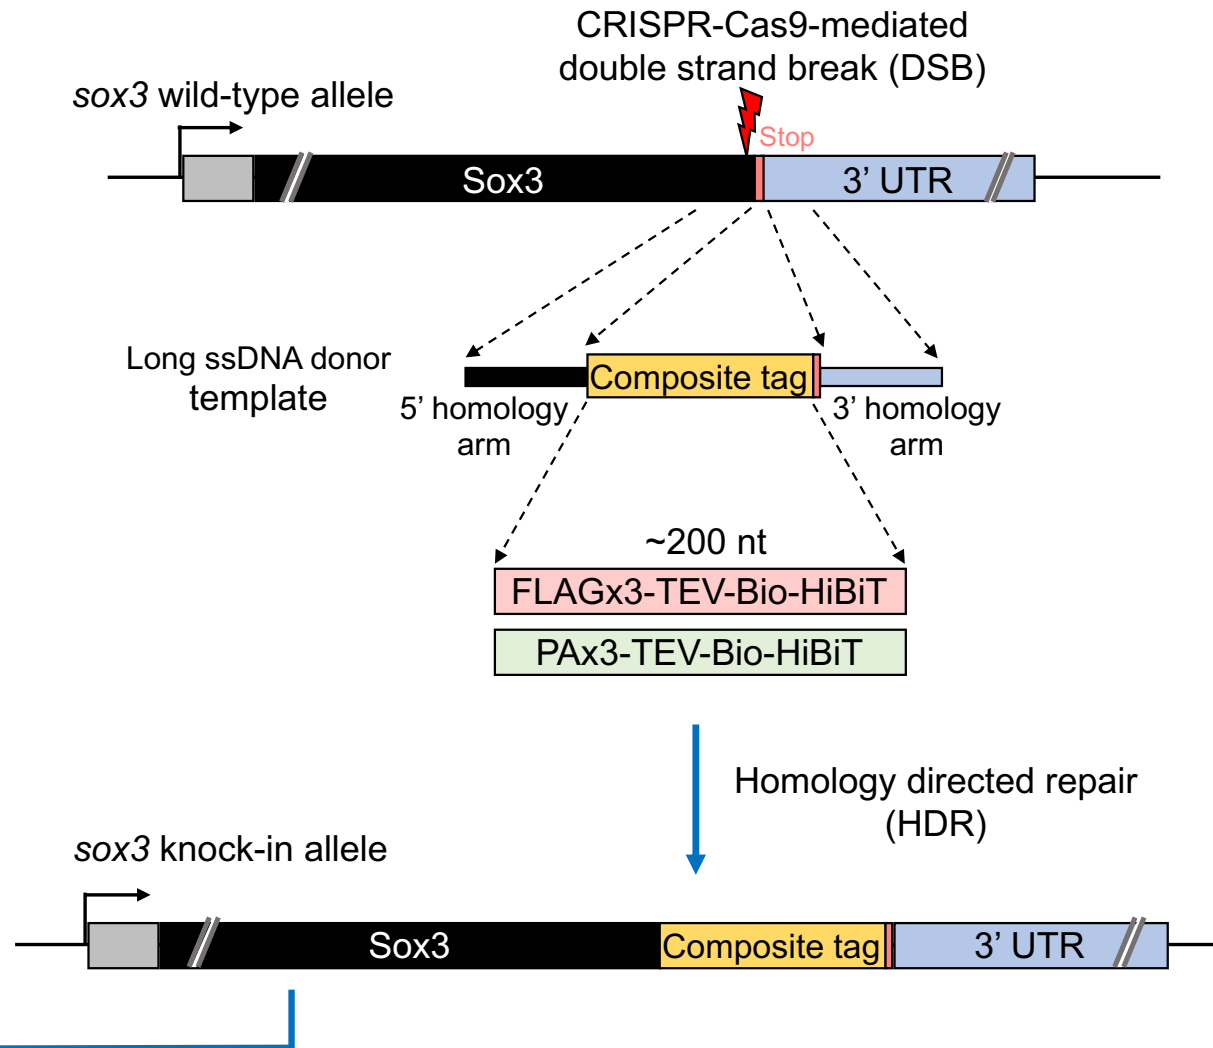 CRISPR-Cas9-mediated
double strand break (DSB)
sox3 wild-type allele
Stop
Sox3
3’ UTR
Long ssDNA donor
template
Composite tag
5’ homology
arm
3’ homology
arm
~200 nt
FLAGx3-TEV-Bio-HiBiT
PAx3-TEV-Bio-HiBiT
Homology directed repair
(HDR)
sox3 knock-in allele
Sox3
Composite tag
3’ UTR